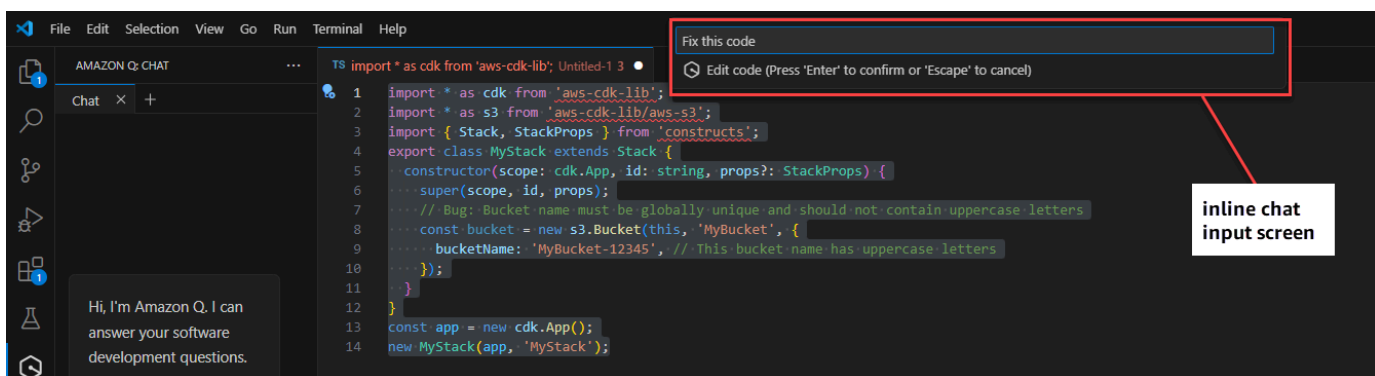 File Edit Selection View Go Run Terminal Help
Fix this code
Edit code (Press 'Enter' to confirm or 'Escape' to cancel)
AMAZON Q: CHAT ...
TS import * as cdk from 'aws-cdk-lib'; Untitled-1 3
Chat
1 import * as cdk from 'aws-cdk-lib';
2 import * as s3 from 'aws-cdk-lib/aws-s3';
3 import { Stack, StackProps } from 'constructs';
4 export class MyStack extends Stack {
5 constructor(scope: cdk.App, id: string, props?: StackProps) {
6 super(scope, id, props);
7 // Bug: Bucket name must be globally unique and should not contain uppercase letters
8 const bucket = new s3.Bucket(this, 'MyBucket', {
9 bucketName: 'MyBucket-12345', // This bucket name has uppercase letters
10 });
11 }
12 }
13 const app = new cdk.App();
14 new MyStack(app, 'MyStack');
inline chat
input screen
1
1
Hi, I'm Amazon Q. I can
answer your software
development questions.